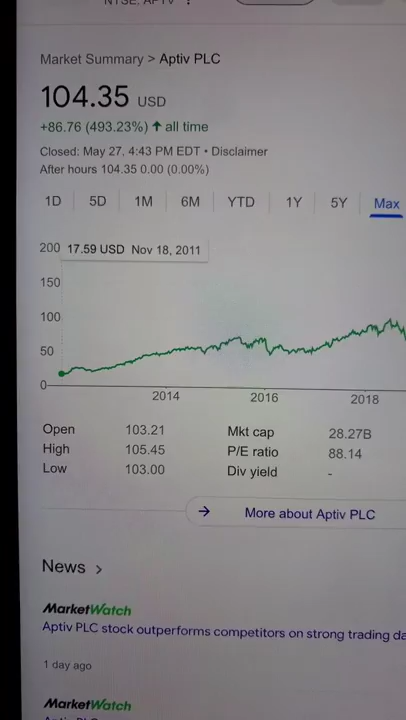 NYSE: APTV
Market Summary > Aptiv PLC
104.35 USD
+86.76 (493.23%) ↑ all time
Closed: May 27, 4:43 PM EDT • Disclaimer
After hours 104.35 0.00 (0.00%)
1D 5D 1M 6M YTD 1Y 5Y Max
200 17.59 USD Nov 18, 2011
150
100
50
0
2014 2016 2018
Open 103.21 Mkt cap 28.27B
High 105.45 P/E ratio 88.14
Low 103.00 Div yield -
→ More about Aptiv PLC
News >
MarketWatch
Aptiv PLC stock outperforms competitors on strong trading da
1 day ago
MarketWatch